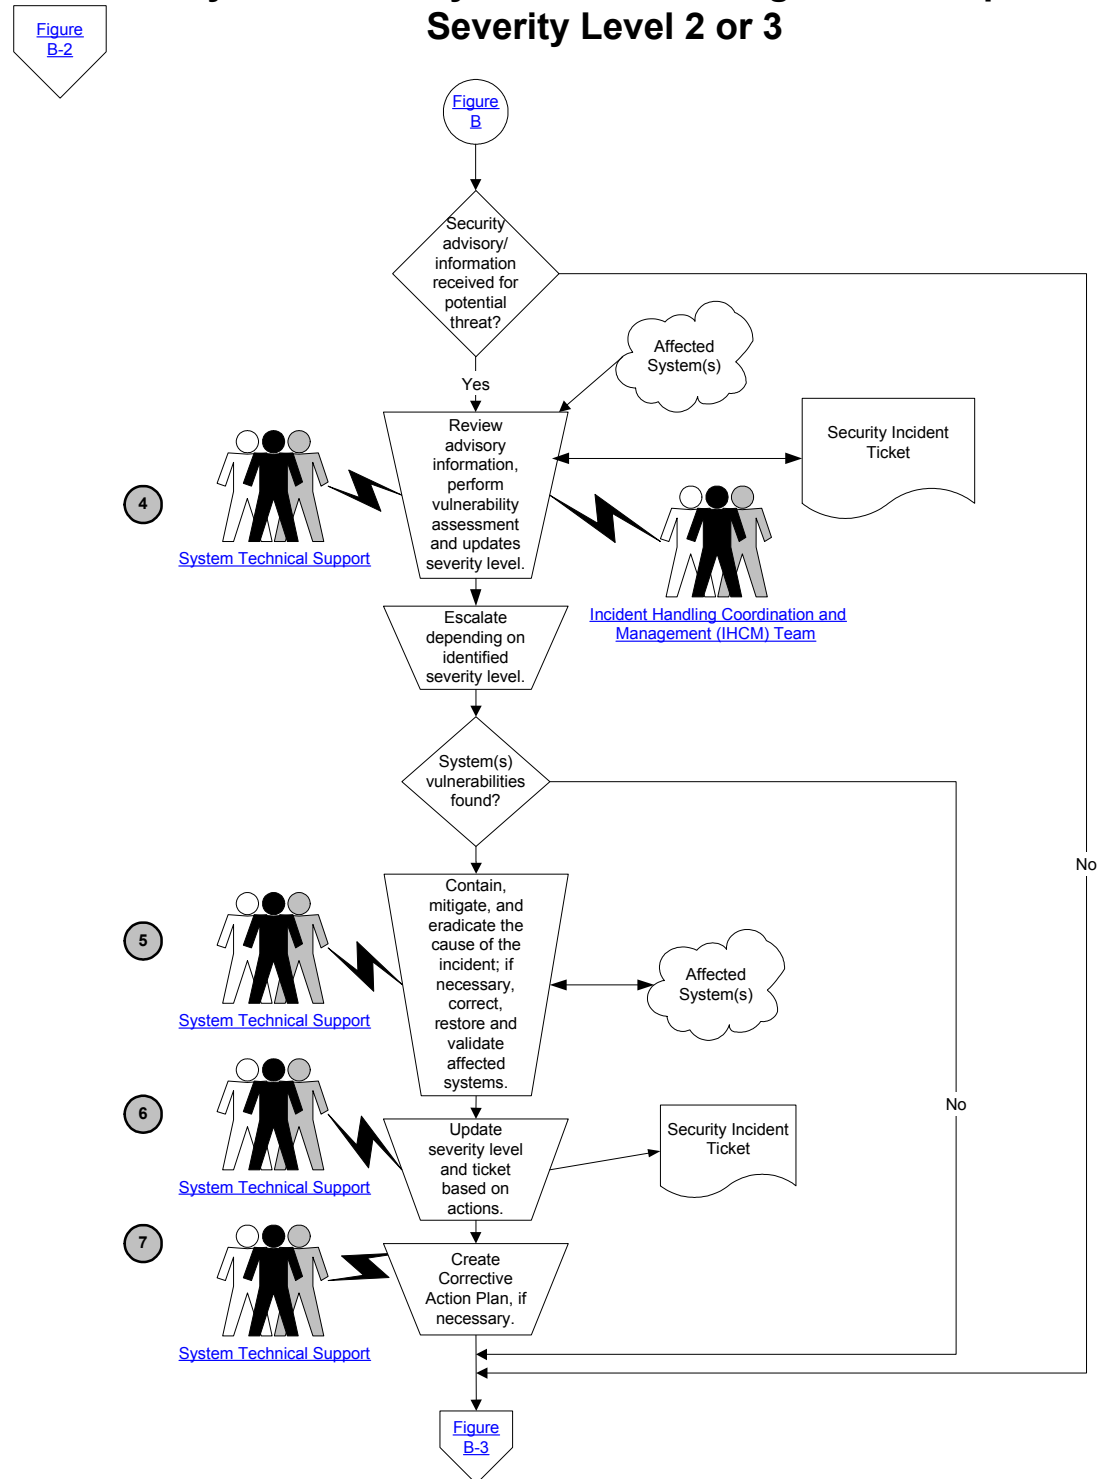 Severity Level 2 or 3
Figure
B-2
Figure
B
Security
advisory/
information
received for
potential
threat?
Affected
System(s)
Yes
Review
advisory
information,
perform
vulnerability
assessment
and updates
severity level.
Security Incident
Ticket
4
System Technical Support
Incident Handling Coordination and
Management (IHCM) Team
Escalate
depending on
identified
severity level.
System(s)
vulnerabilities
found?
No
Contain,
mitigate, and
eradicate the
cause of the
incident; if
necessary,
correct,
restore and
validate
affected
systems.
5
System Technical Support
Affected
System(s)
No
6
System Technical Support
Update
severity level
and ticket
based on
actions.
Security Incident
Ticket
7
System Technical Support
Create
Corrective
Action Plan, if
necessary.
Figure
B-3